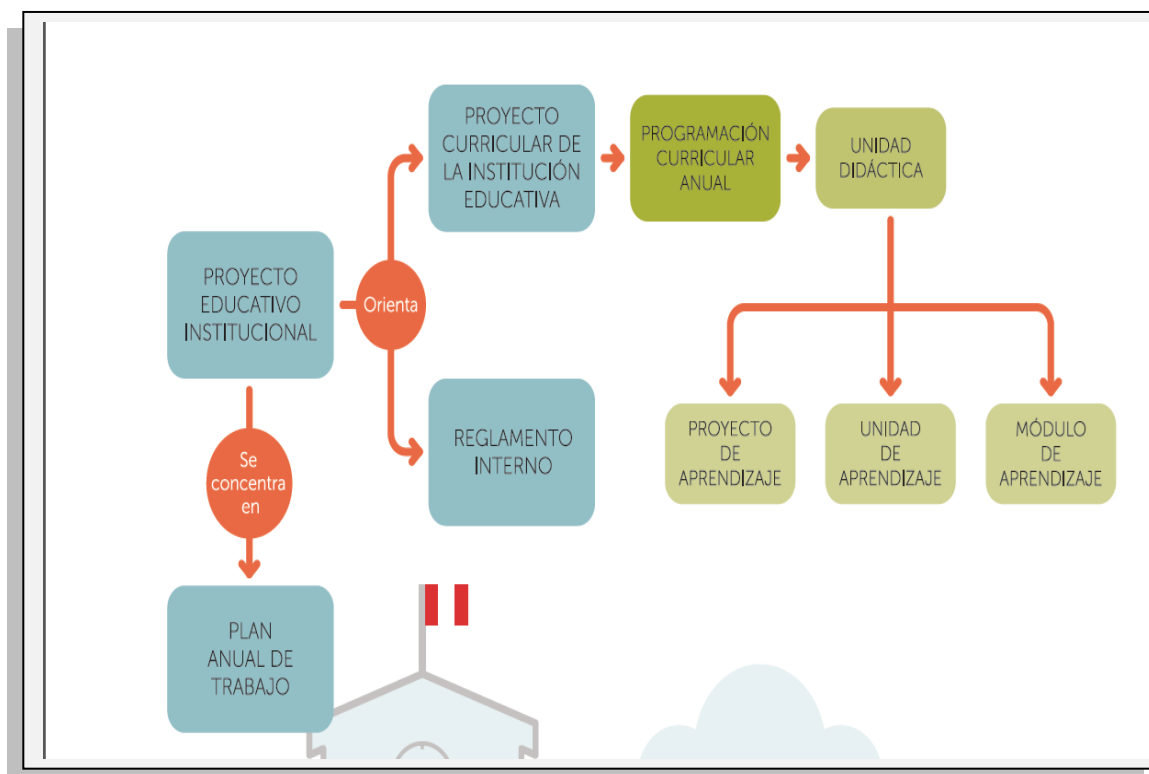 PROYECTO
CURRICULAR DE
LA INSTITUCIÓN
EDUCATIVA
PROGRAMACIÓN
CURRICULAR
ANUAL
UNIDAD
DIDÁCTICA
PROYECTO
EDUCATIVO
INSTITUCIONAL
Orienta
REGLAMENTO
INTERNO
PROYECTO
DE
APRENDIZAJE
UNIDAD
DE
APRENDIZAJE
MÓDULO
DE
APRENDIZAJE
Se
concentra
en
PLAN
ANUAL DE
TRABAJO